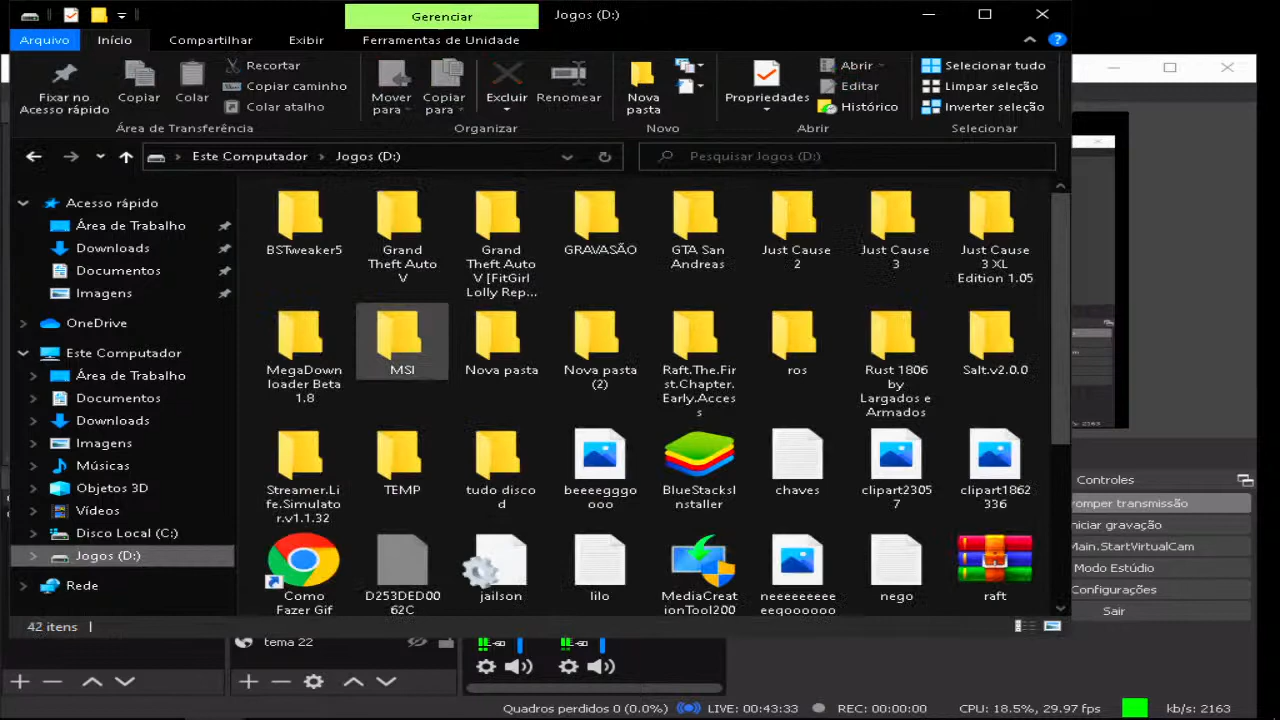 Gerenciar
Jogos (D:)
Arquivo
Início
Compartilhar
Exibir
Ferramentas de Unidade
Fixar no
Acesso rápido
Copiar
Colar
Recortar
Copiar caminho
Colar atalho
Mover
para
Copiar
para
Excluir
Renomear
Nova
pasta
Propriedades
Abrir
Editar
Histórico
Selecionar tudo
Limpar seleção
Inverter seleção
Área de Transferência
Organizar
Novo
Abrir
Selecionar
Este Computador
Jogos (D:)
Pesquisar Jogos (D:)
Acesso rápido
Área de Trabalho
Downloads
Documentos
Imagens
OneDrive
Este Computador
Área de Trabalho
Documentos
Downloads
Imagens
Músicas
Objetos 3D
Vídeos
Disco Local (C:)
Jogos (D:)
Rede
BSTweaker5
Grand
Theft Auto
V
Grand
Theft Auto
V [FitGirl
Lolly Rep...
GRAVASÃO
GTA San
Andreas
Just Cause
2
Just Cause
3
Just Cause
3 XL
Edition 1.05
MegaDown
loader Beta
1.8
MSI
Nova pasta
Nova pasta
(2)
Raft.The.Fir
st.Chapter.
Early.Acces
s
ros
Rust 1806
by
Largados e
Armados
Salt.v2.0.0
Streamer.Li
fe.Simulato
r.v1.1.32
TEMP
tudo disco
d
beeeegggo
ooo
BlueStacksI
nstaller
chaves
clipart2305
7
clipart1862
336
Como
Fazer Gif
D253DED00
62C
jailson
lilo
MediaCreat
ionTool200
neeeeeeeee
eeqooooooo
nego
raft
42 itens
Controles
romper transmissão
niciar gravação
Main.StartVirtualCam
Modo Estúdio
Configurações
Sair
tema 22
-60
-60
Quadros perdidos 0 (0.0%)
LIVE: 00:43:33
REC: 00:00:00
CPU: 18.5%, 29.97 fps
kb/s: 2163